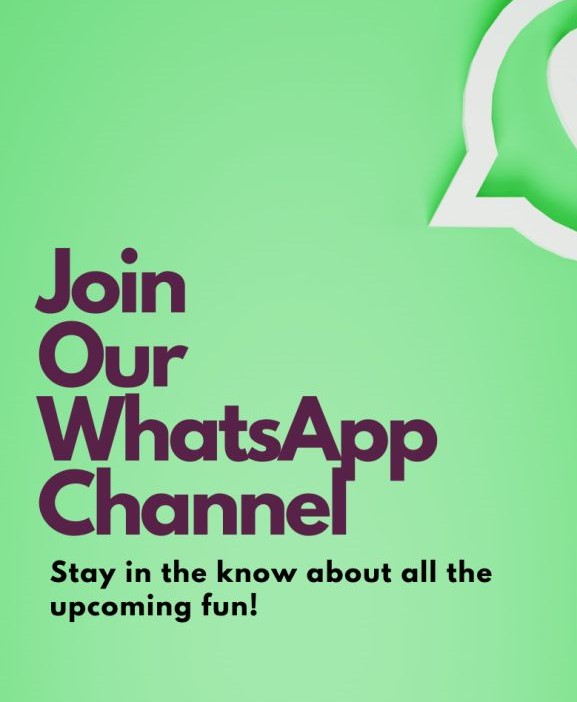 Join
Our
WhatsApp
Channel
Stay in the know about all the
upcoming fun!